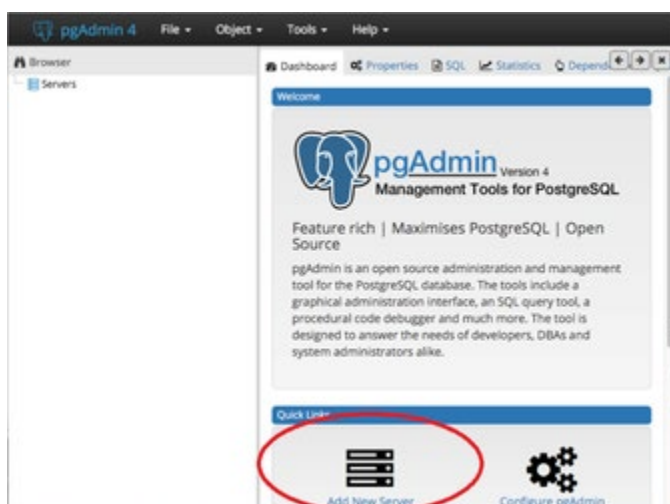 pgAdmin 4 File Object Tools Help
Browser
Servers
Dashboard Properties SQL Statistics Depend
Welcome
pgAdmin Version 4
Management Tools for PostgreSQL
Feature rich | Maximises PostgreSQL | Open
Source
pgAdmin is an open source administration and management
tool for the PostgreSQL database. The tools include a
graphical administration interface, an SQL query tool, a
procedural code debugger and much more. The tool is
designed to answer the needs of developers, DBAs and
system administrators alike.
Quick Links
Add New Server Configure pgAdmin